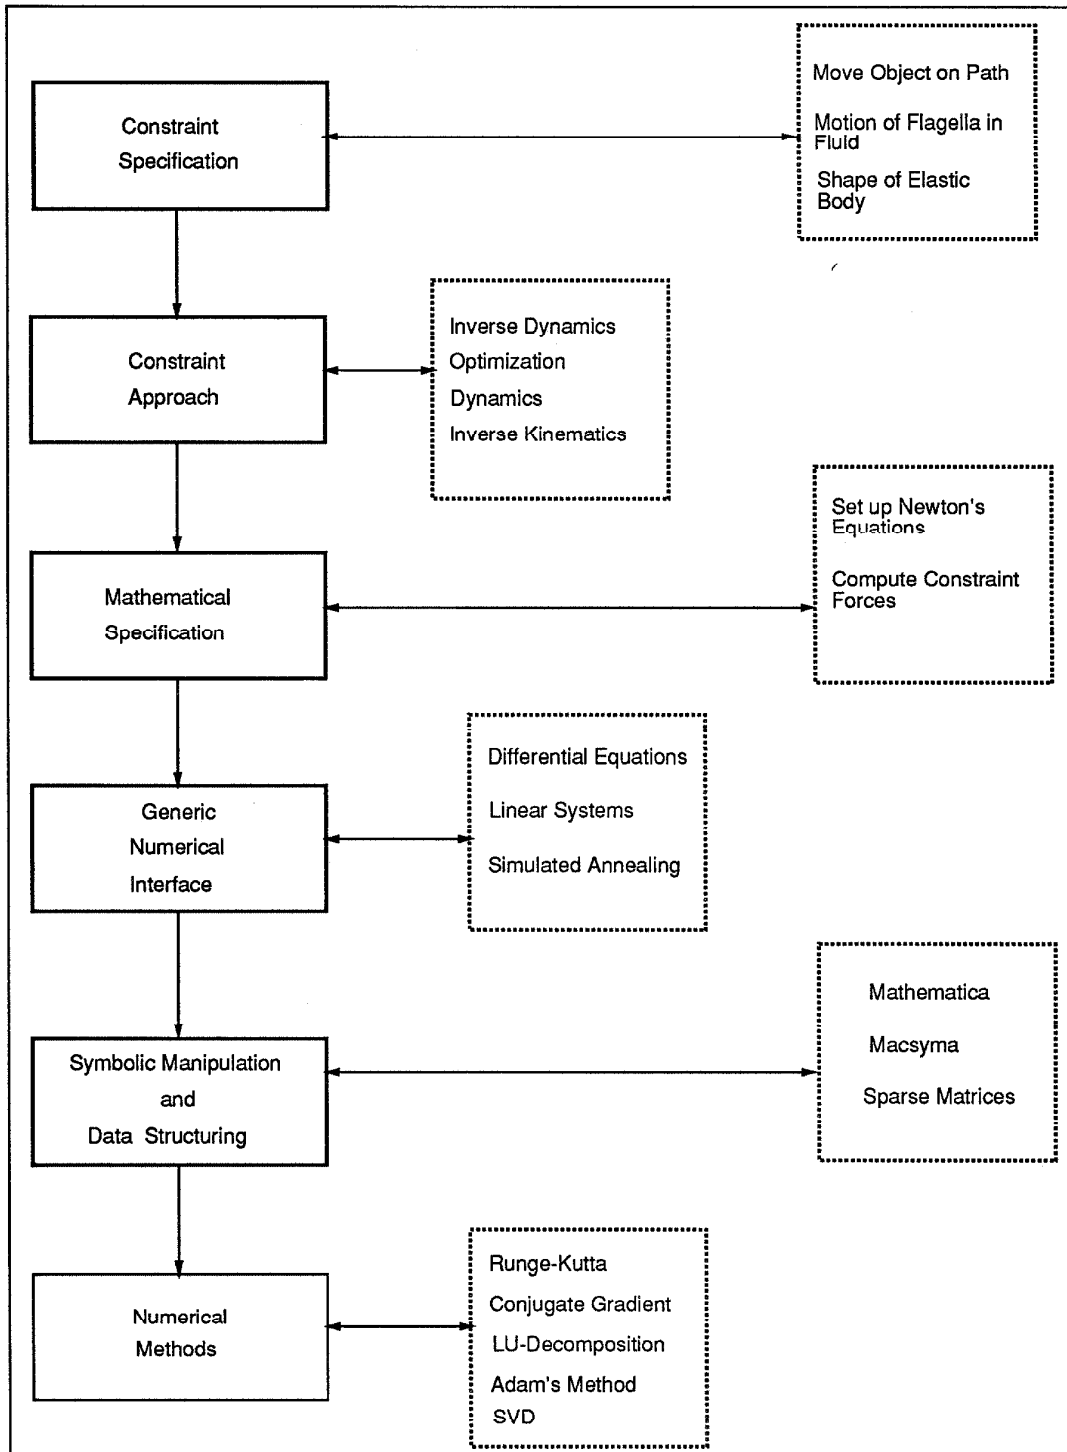 Constraint
Specification
Move Object on Path
Motion of Flagella in
Fluid
Shape of Elastic
Body
Constraint
Approach
Inverse Dynamics
Optimization
Dynamics
Inverse Kinematics
Mathematical
Specification
Set up Newton's
Equations
Compute Constraint
Forces
Generic
Numerical
Interface
Differential Equations
Linear Systems
Simulated Annealing
Symbolic Manipulation
and
Data Structuring
Mathematica
Macsyma
Sparse Matrices
Numerical
Methods
Runge-Kutta
Conjugate Gradient
LU-Decomposition
Adam's Method
SVD